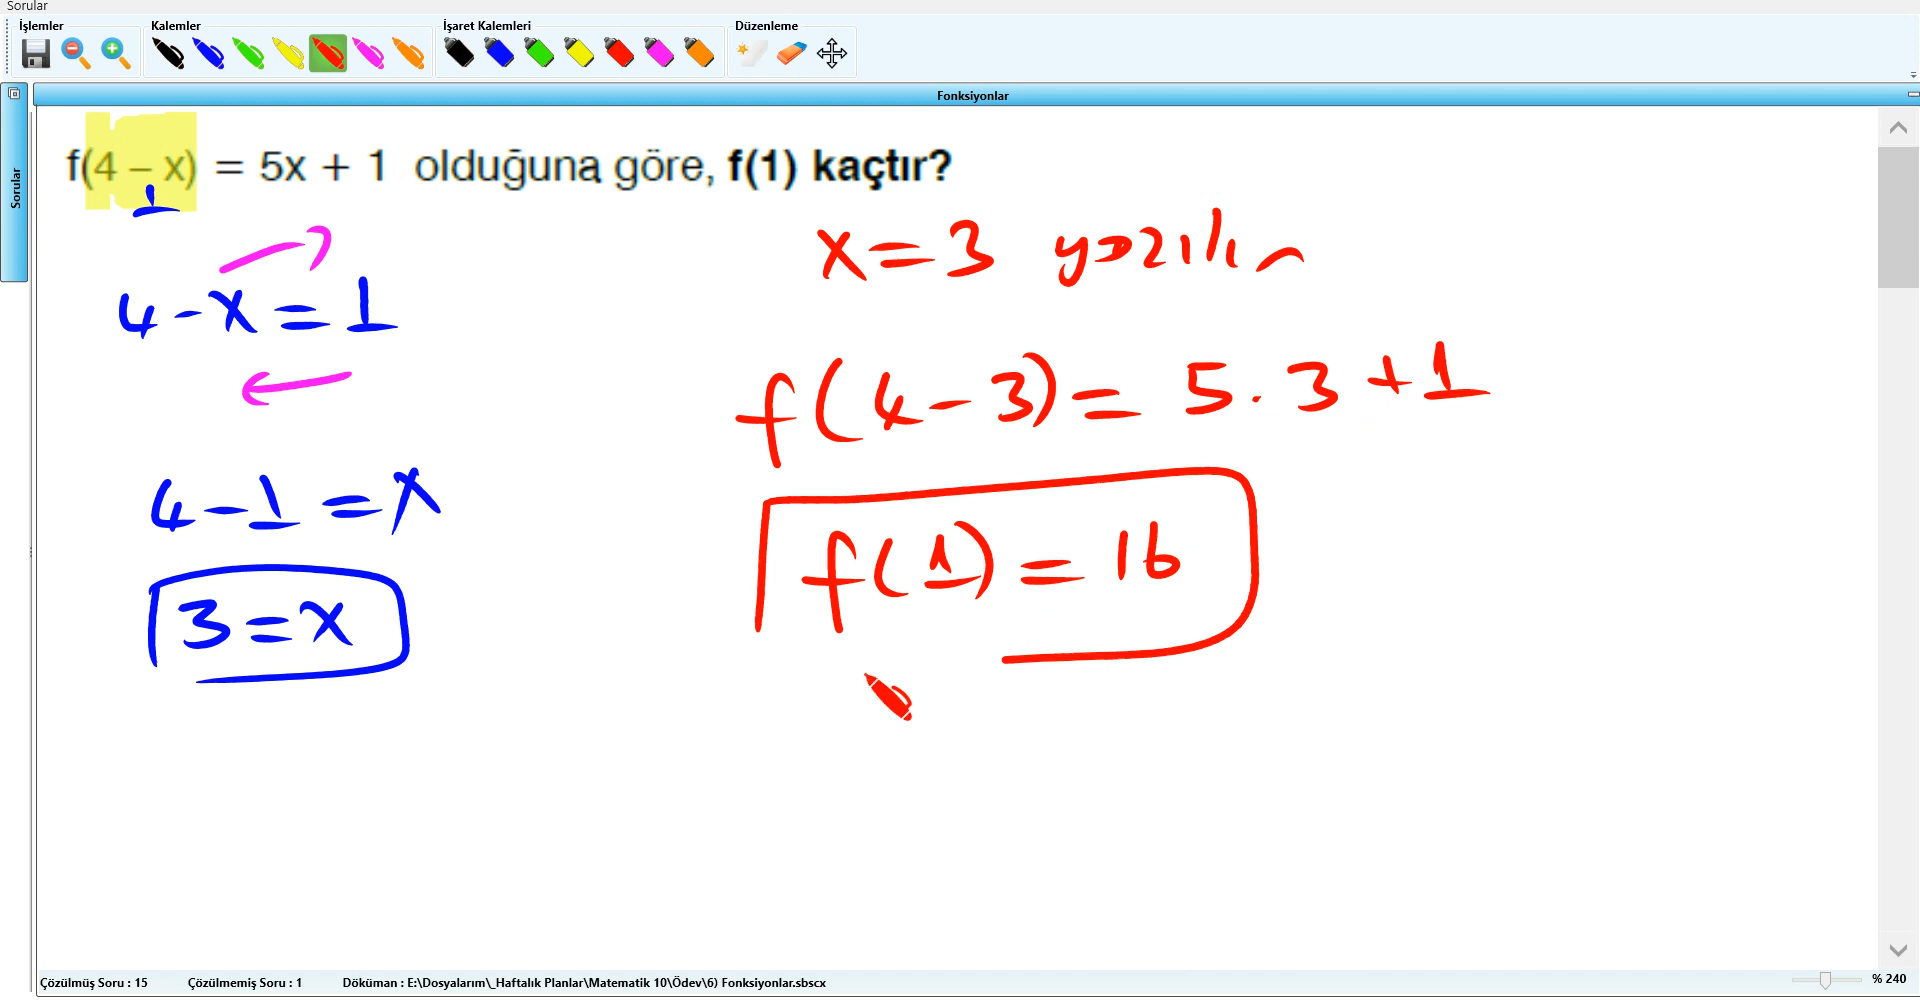 Sorular
İşlemler
Kalemler
İşaret Kalemleri
Düzenleme
Fonksiyonlar
Sorular
f(4 – x) = 5x + 1 olduğuna göre, f(1) kaçtır?
1
4-x=1
4-1=x
3=x
x=3 yazılır
f(4-3)=5.3+1
f(1)=16
Çözülmüş Soru : 15
Çözülmemiş Soru : 1
Döküman : E:\Dosyalarım\_Haftalık Planlar\Matematik 10\Ödev\6) Fonksiyonlar.sbscx
% 240